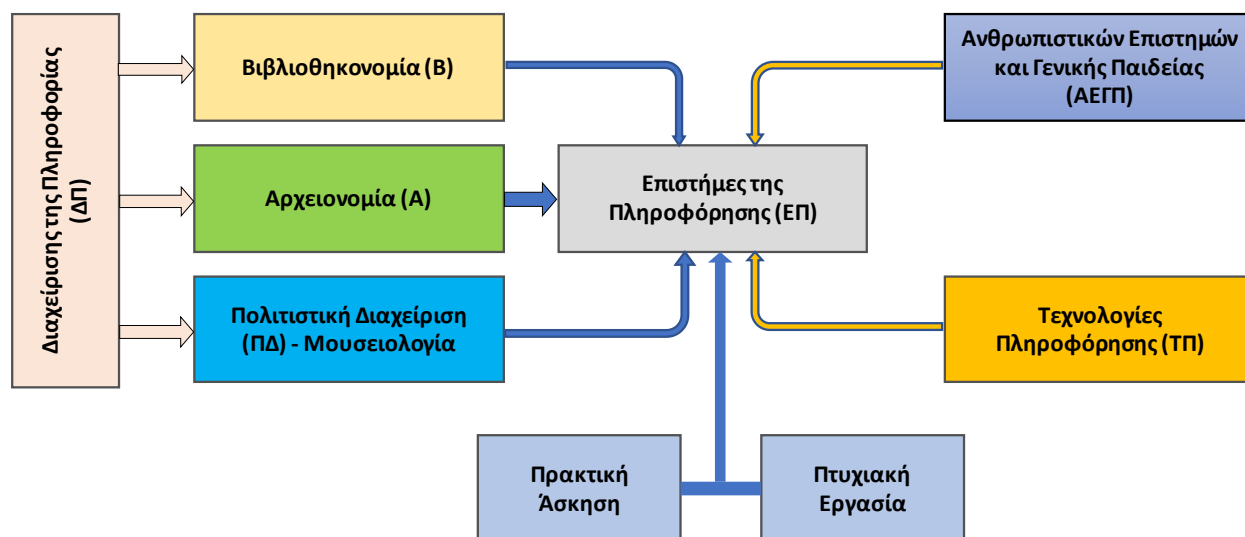 Διαχείρισης της Πληροφορίας
(ΔΠ)
Βιβλιοθηκονομία (Β)
Αρχειονομία (Α)
Πολιτιστική Διαχείριση
(ΠΔ) - Μουσειολογία
Επιστήμες της
Πληροφόρησης (ΕΠ)
Ανθρωπιστικών Επιστημών
και Γενικής Παιδείας
(ΑΕΓΠ)
Τεχνολογίες
Πληροφόρησης (ΤΠ)
Πρακτική
Άσκηση
Πτυχιακή
Εργασία